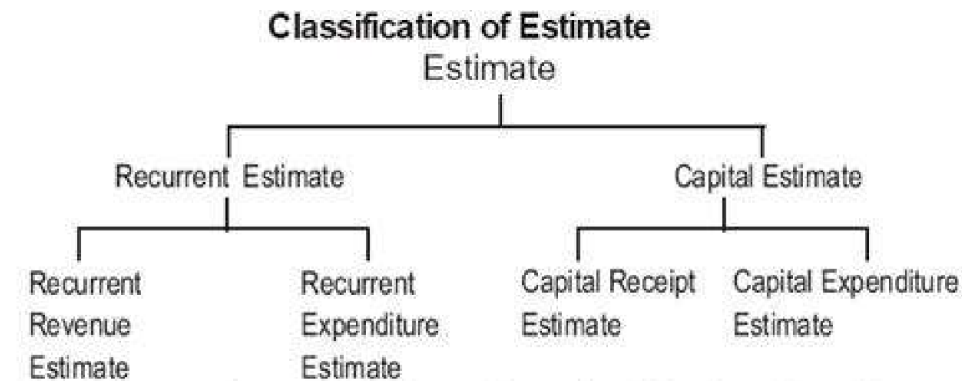 Classification of Estimate
Estimate
Recurrent Estimate
Capital Estimate
Recurrent
Revenue
Estimate
Recurrent
Expenditure
Estimate
Capital Receipt
Estimate
Capital Expenditure
Estimate